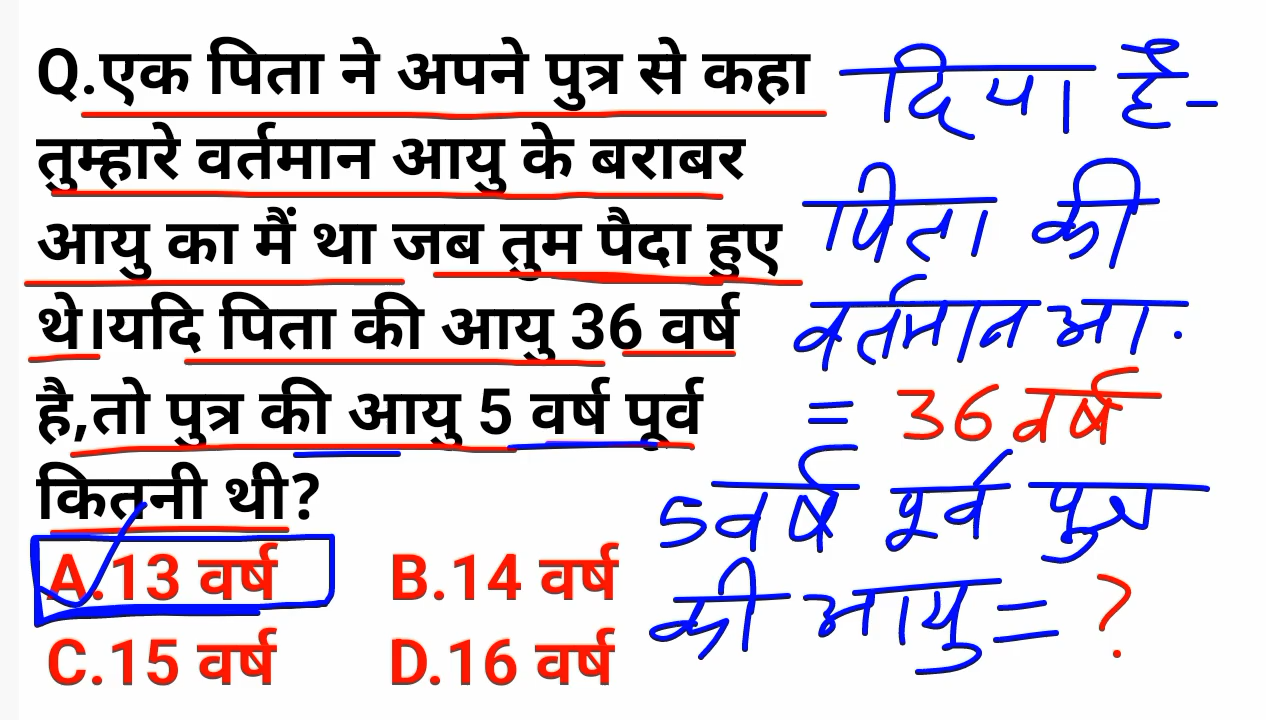 Q.एक पिता ने अपने पुत्र से कहा
तुम्हारे वर्तमान आयु के बराबर
आयु का मैं था जब तुम पैदा हुए
थे।यदि पिता की आयु 36 वर्ष
है,तो पुत्र की आयु 5 वर्ष पूर्व
कितनी थी?
A.13 वर्ष
B.14 वर्ष
C.15 वर्ष
D.16 वर्ष
दिया है-
पिता की
वर्तमान आ.
= 36 वर्ष
5 वर्ष पूर्व पुत्र
की आयु = ?